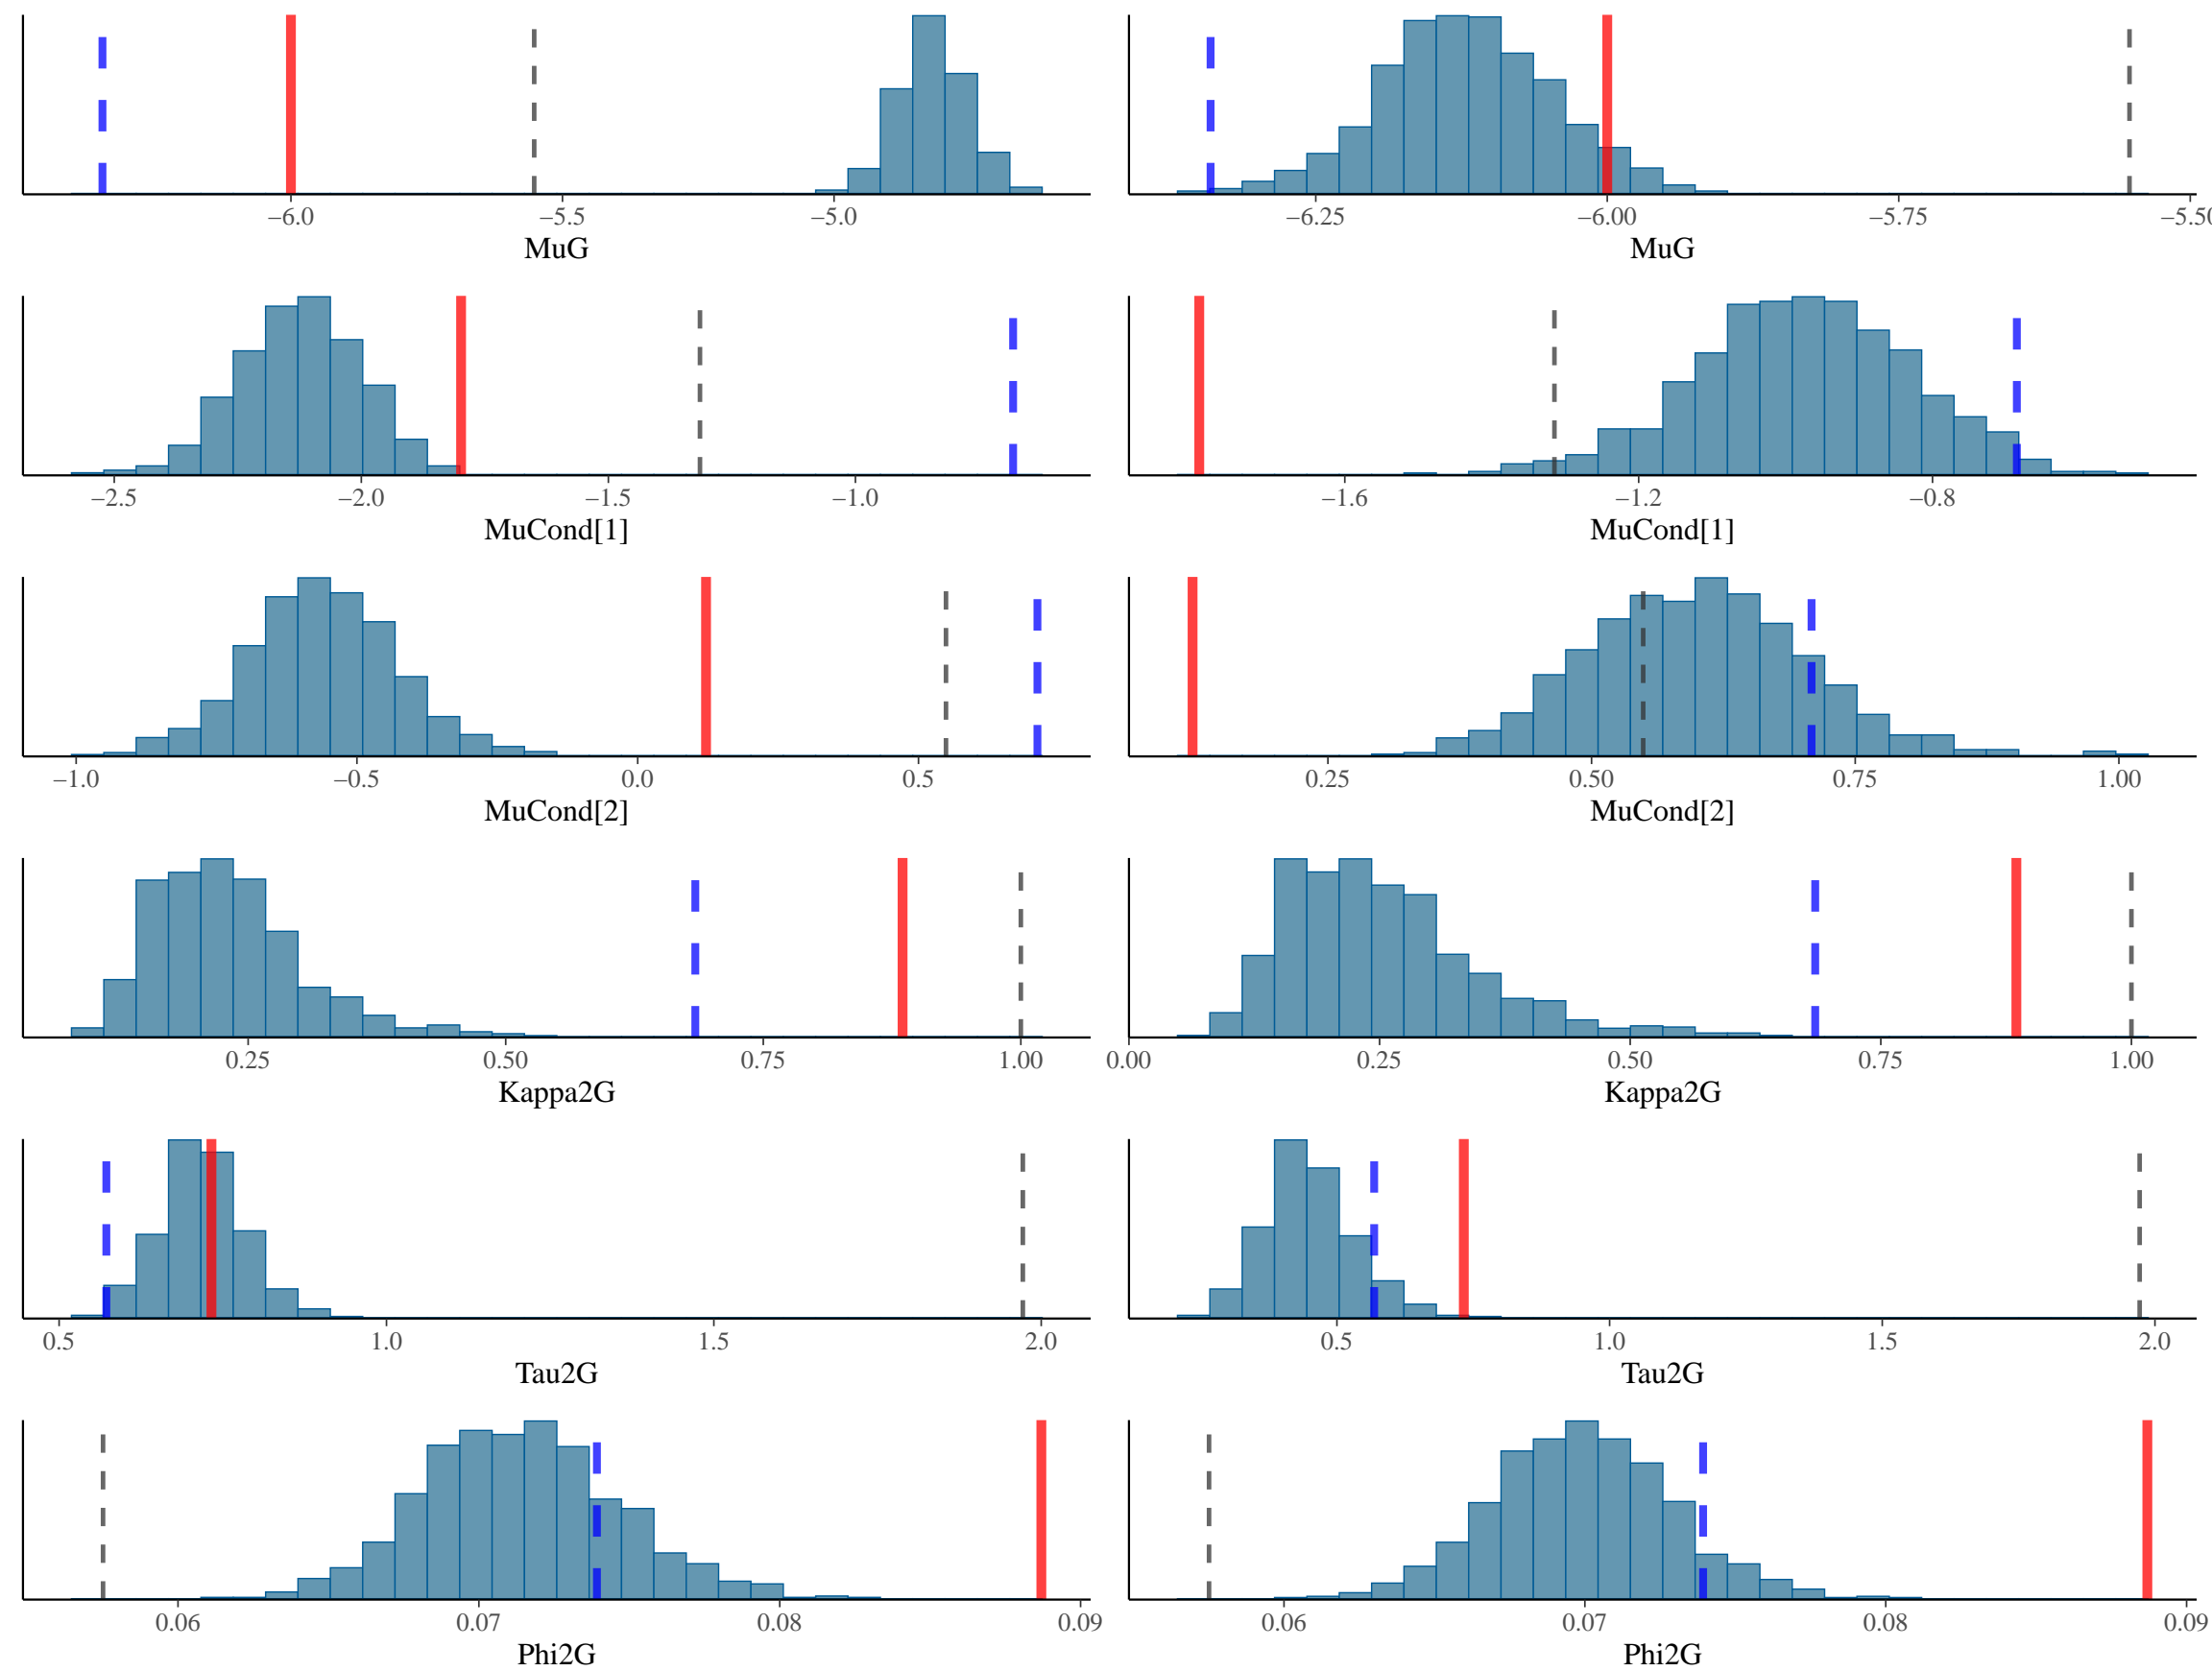 −6.0 −5.5 −5.0
MuG
−6.25 −6.00 −5.75 −5.50
MuG
−2.5 −2.0 −1.5 −1.0
MuCond[1]
−1.6 −1.2 −0.8
MuCond[1]
−1.0 −0.5 0.0 0.5
MuCond[2]
0.25 0.50 0.75 1.00
MuCond[2]
0.25 0.50 0.75 1.00
Kappa2G
0.00 0.25 0.50 0.75 1.00
Kappa2G
0.5 1.0 1.5 2.0
Tau2G
0.5 1.0 1.5 2.0
Tau2G
0.06 0.07 0.08 0.09
Phi2G
0.06 0.07 0.08 0.09
Phi2G